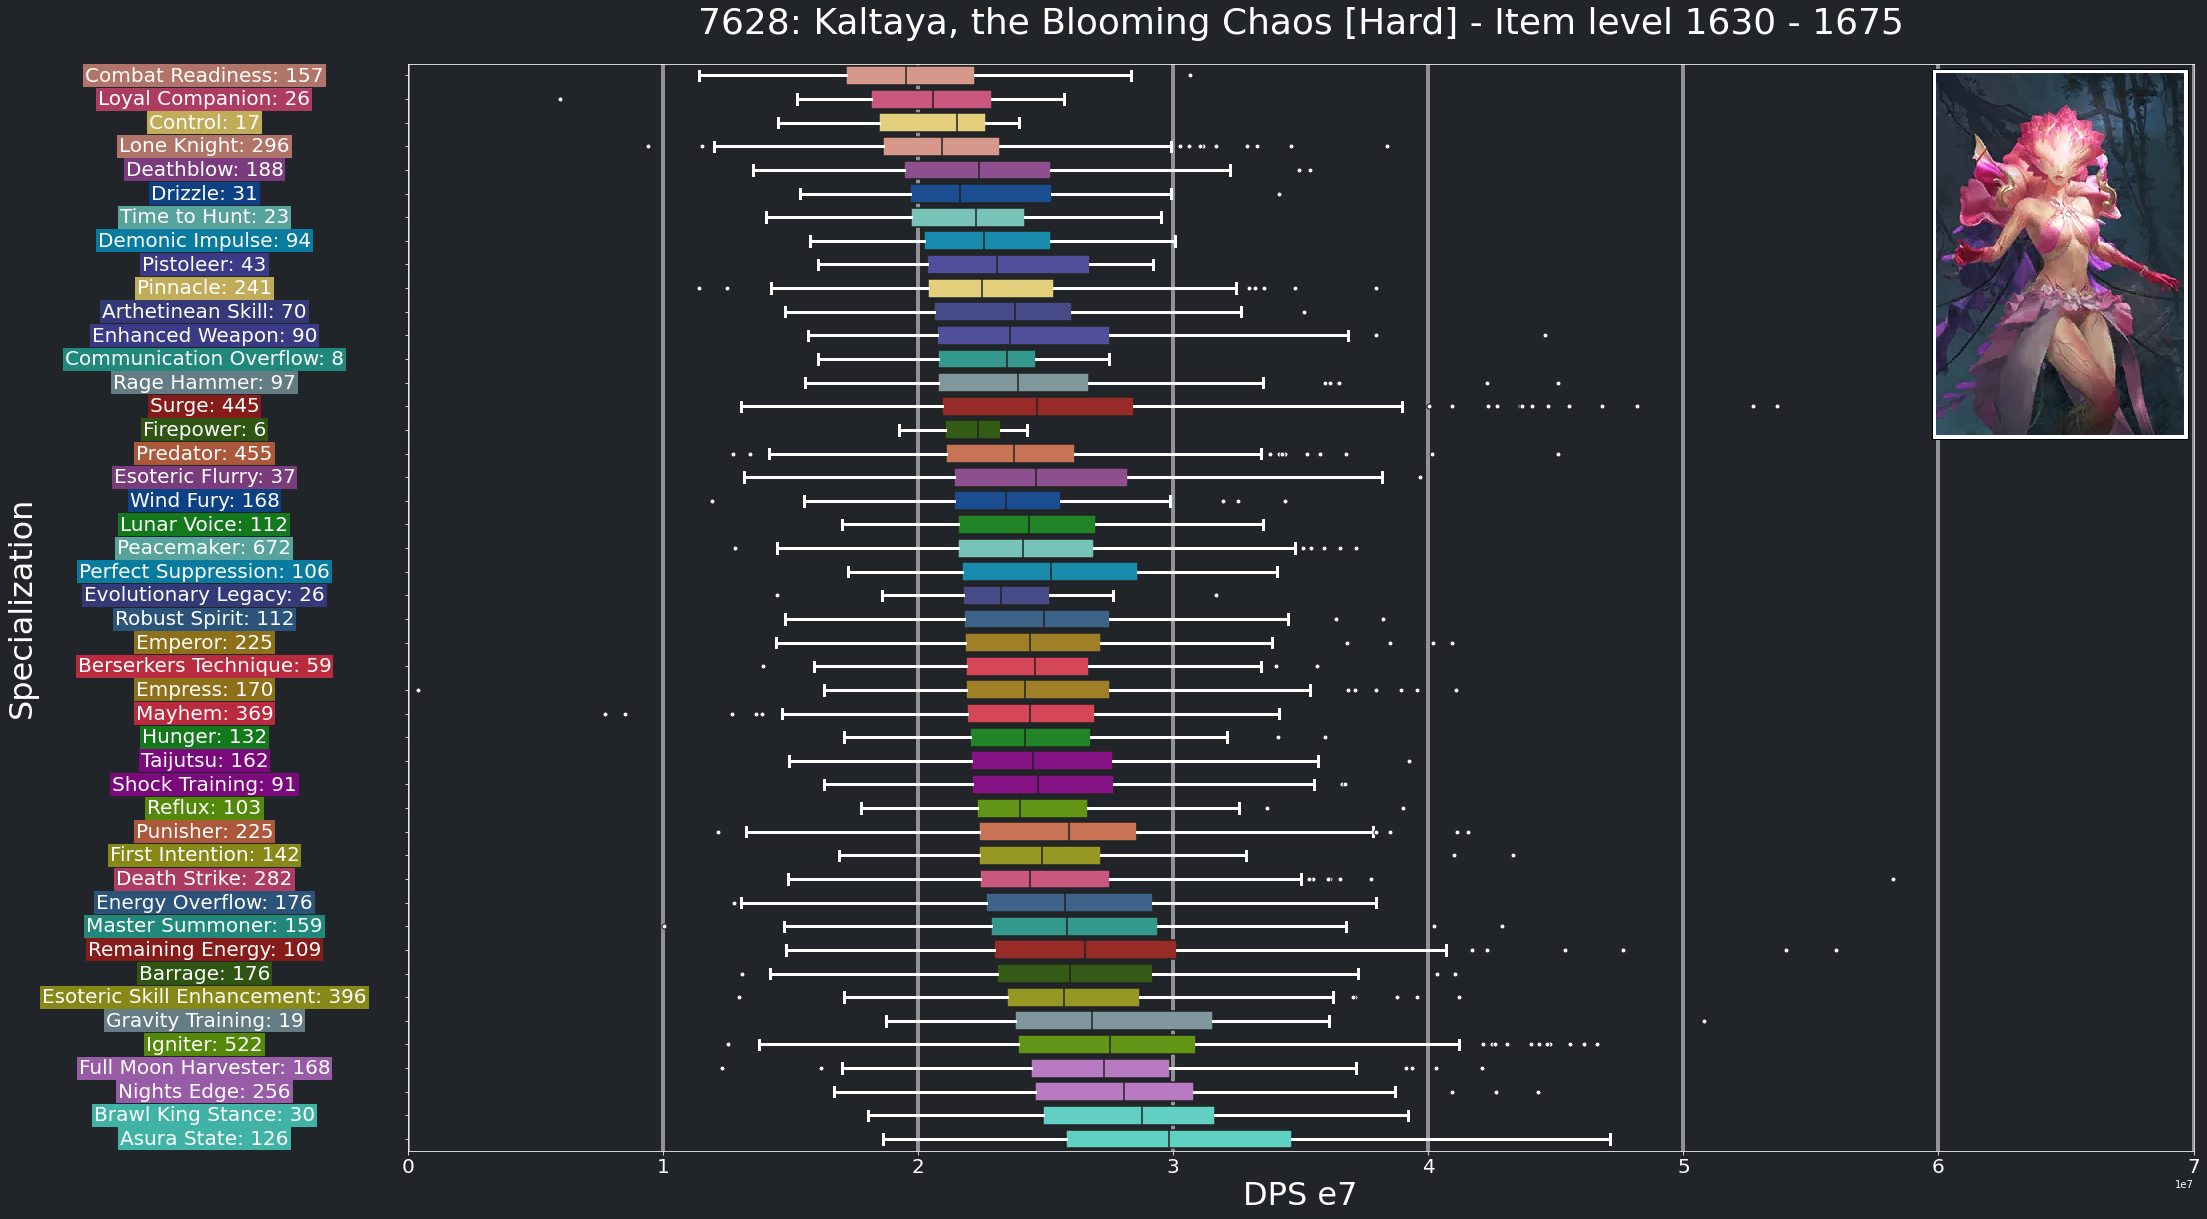 7628: Kaltaya, the Blooming Chaos [Hard] - Item level 1630 - 1675
Specialization
Combat Readiness: 157
Loyal Companion: 26
Control: 17
Lone Knight: 296
Deathblow: 188
Drizzle: 31
Time to Hunt: 23
Demonic Impulse: 94
Pistoleer: 43
Pinnacle: 241
Arthetinean Skill: 70
Enhanced Weapon: 90
Communication Overflow: 8
Rage Hammer: 97
Surge: 445
Firepower: 6
Predator: 455
Esoteric Flurry: 37
Wind Fury: 168
Lunar Voice: 112
Peacemaker: 672
Perfect Suppression: 106
Evolutionary Legacy: 26
Robust Spirit: 112
Emperor: 225
Berserkers Technique: 59
Empress: 170
Mayhem: 369
Hunger: 132
Taijutsu: 162
Shock Training: 91
Reflux: 103
Punisher: 225
First Intention: 142
Death Strike: 282
Energy Overflow: 176
Master Summoner: 159
Remaining Energy: 109
Barrage: 176
Esoteric Skill Enhancement: 396
Gravity Training: 19
Igniter: 522
Full Moon Harvester: 168
Nights Edge: 256
Brawl King Stance: 30
Asura State: 126
0 1 2 3 4 5 6 7
1e7
DPS e7